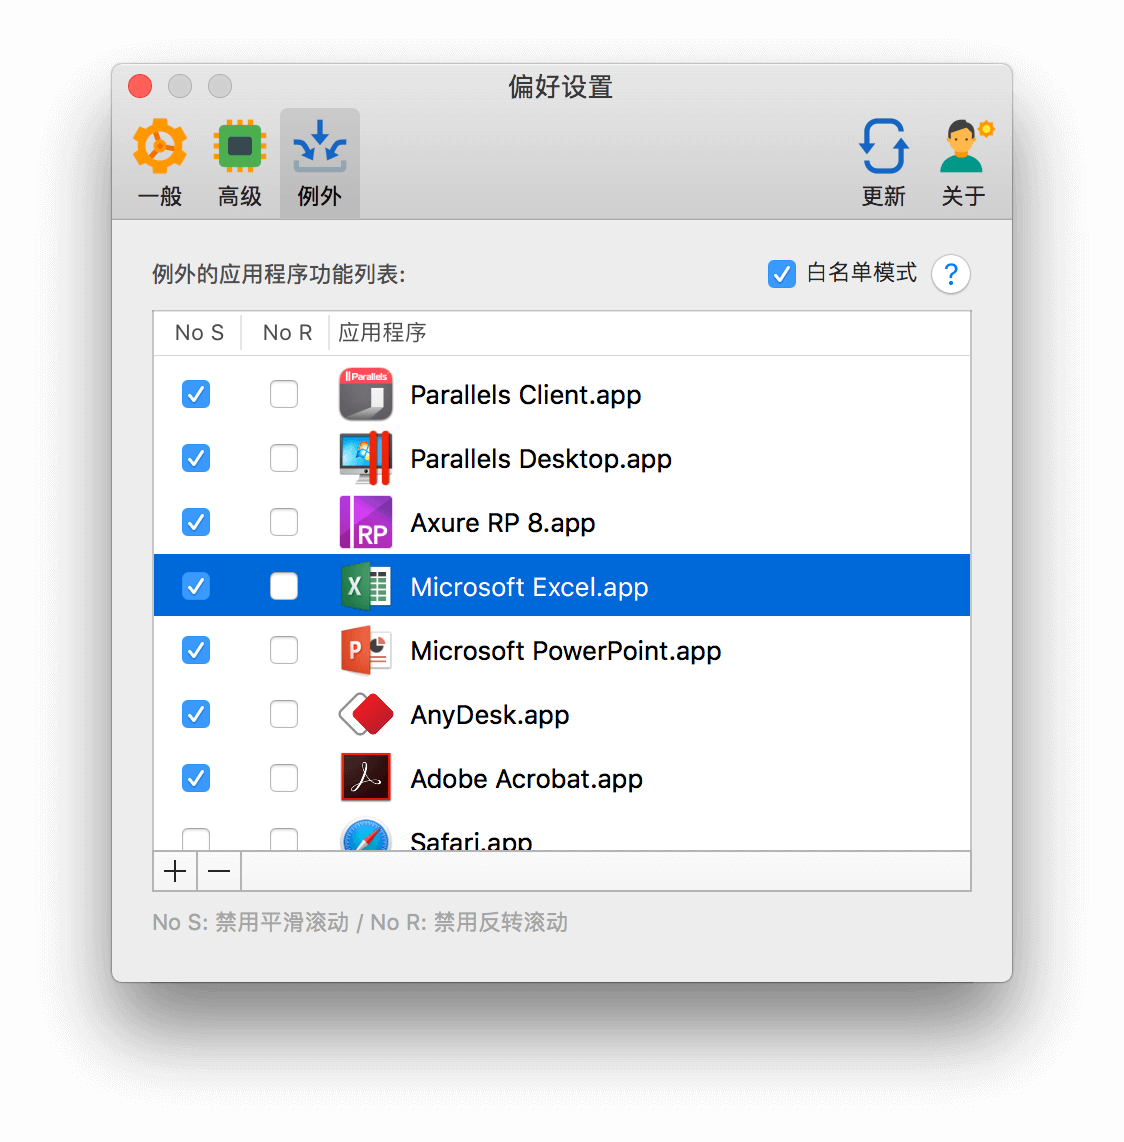 偏好设置
一般 高级 例外 更新 关于
例外的应用程序功能列表: 白名单模式 ?
No S No R 应用程序
Parallels
Parallels Client.app
Parallels Desktop.app
RP
Axure RP 8.app
X
Microsoft Excel.app
P
Microsoft PowerPoint.app
AnyDesk.app
Adobe Acrobat.app
Safari.app
No S: 禁用平滑滚动 / No R: 禁用反转滚动